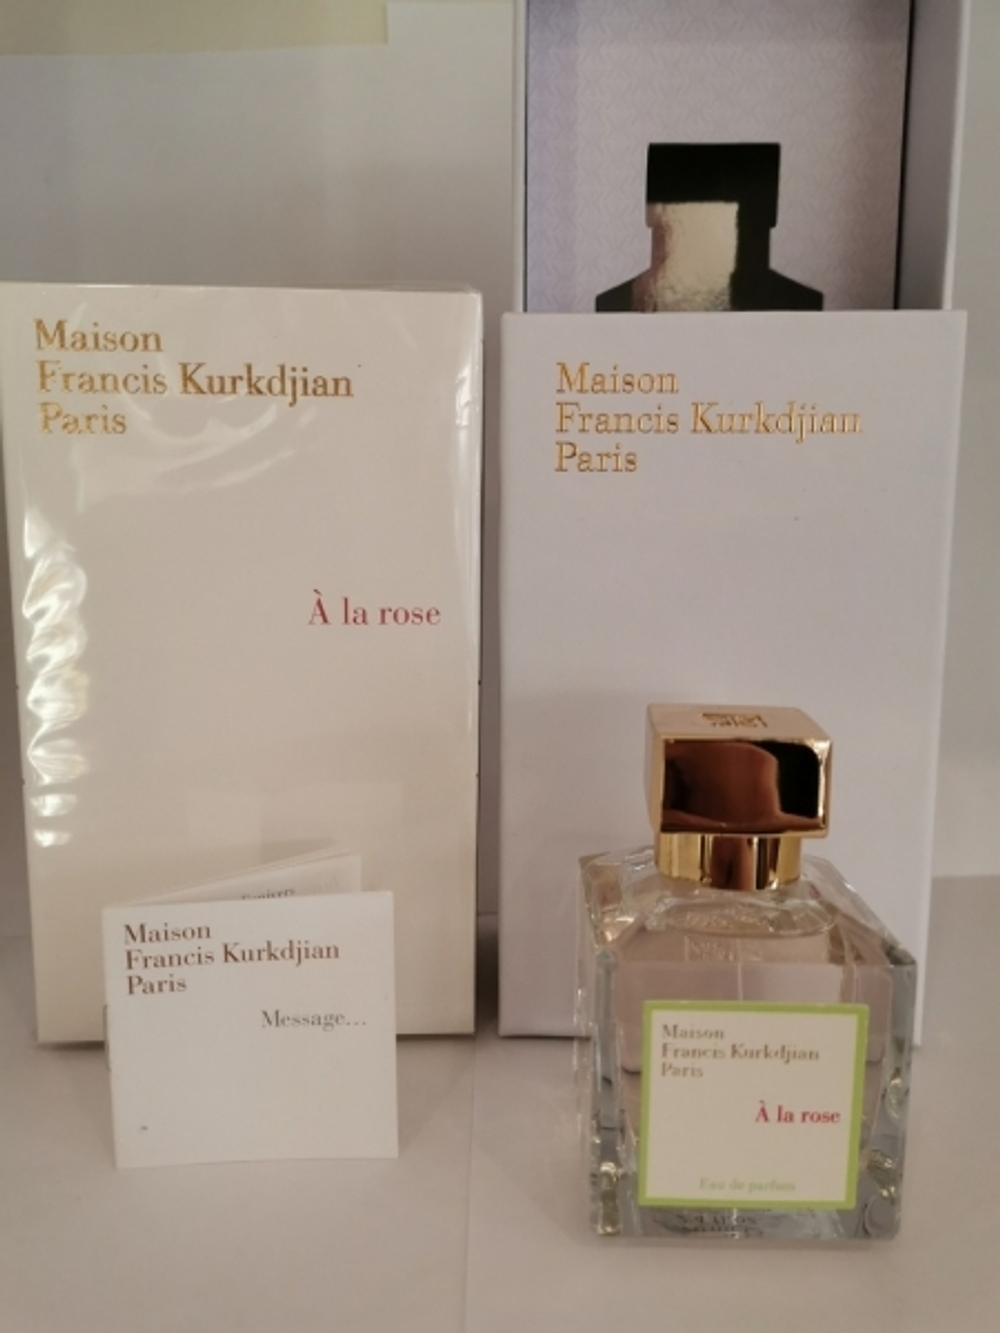 Maison
Francis Kurkdjian
Paris
À la rose
Maison
Francis Kurkdjian
Paris
Maison
Francis Kurkdjian
Paris
Message...
Maison
Francis Kurkdjian
Paris
À la rose
Eau de parfum